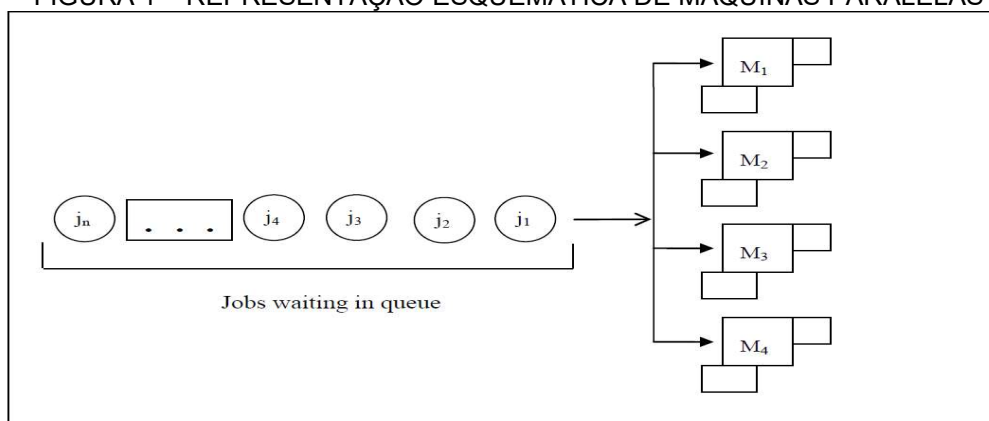 FIGURA 1 – REPRESENTAÇÃO ESQUEMÁTICA DE MÁQUINAS PARALELAS
M₁
M₂
jₙ . . . j₄ j₃ j₂ j₁
M₃
Jobs waiting in queue
M₄